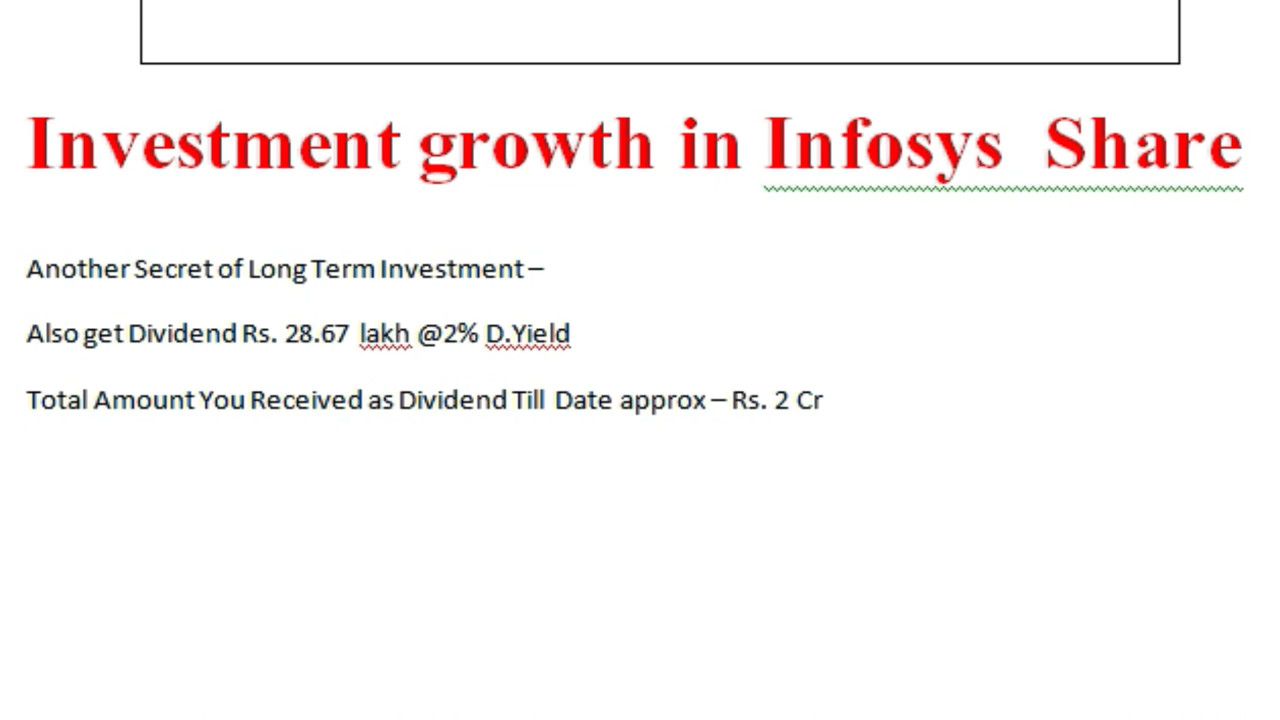 Investment growth in Infosys Share
Another Secret of Long Term Investment –
Also get Dividend Rs. 28.67 lakh @2% D.Yield
Total Amount You Received as Dividend Till Date approx – Rs. 2 Cr